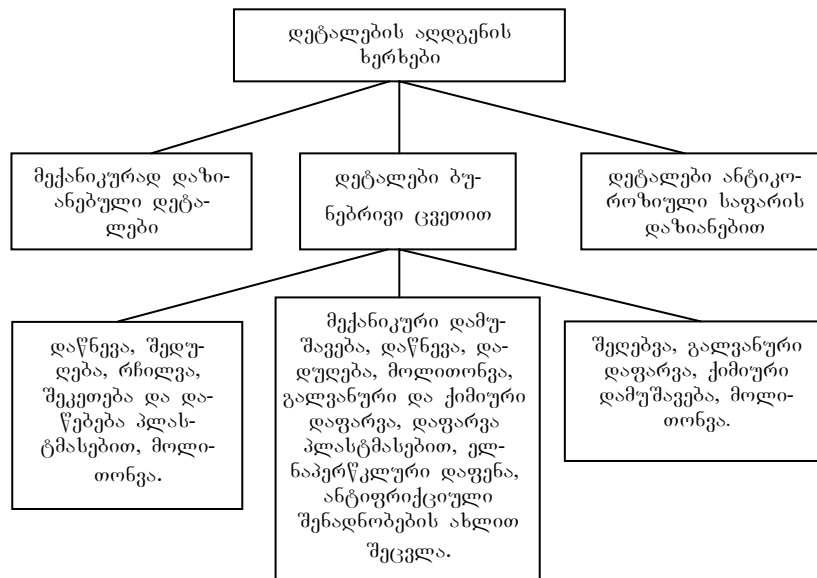 დეტალების აღდგენის
ხერხები
მექანიკურად დაზი-
ანებული დეტა-
ლები
დეტალები ბუ-
ნებრივი ცვეთით
დეტალები ანტიკო-
როზიული საფარის
დაზიანებით
დაწნევა, შედუ-
ღება, რჩილვა,
შეკეთება და და-
წებება პლას-
ტმასებით, მოლი-
თონვა.
მექანიკური დამუ-
შავება, დაწნევა, და-
დუღება, მოლითონვა,
გალვანური და ქიმიური
დაფარვა, დაფარვა
პლასტმასებით, ელ-
ნაპერწკლური დაფენა,
ანტიფრიქციული
შენადნობების ახლით
შეცვლა.
შეღებვა, გალვანური
დაფარვა, ქიმიური
დამუშავება, მოლი-
თონვა.